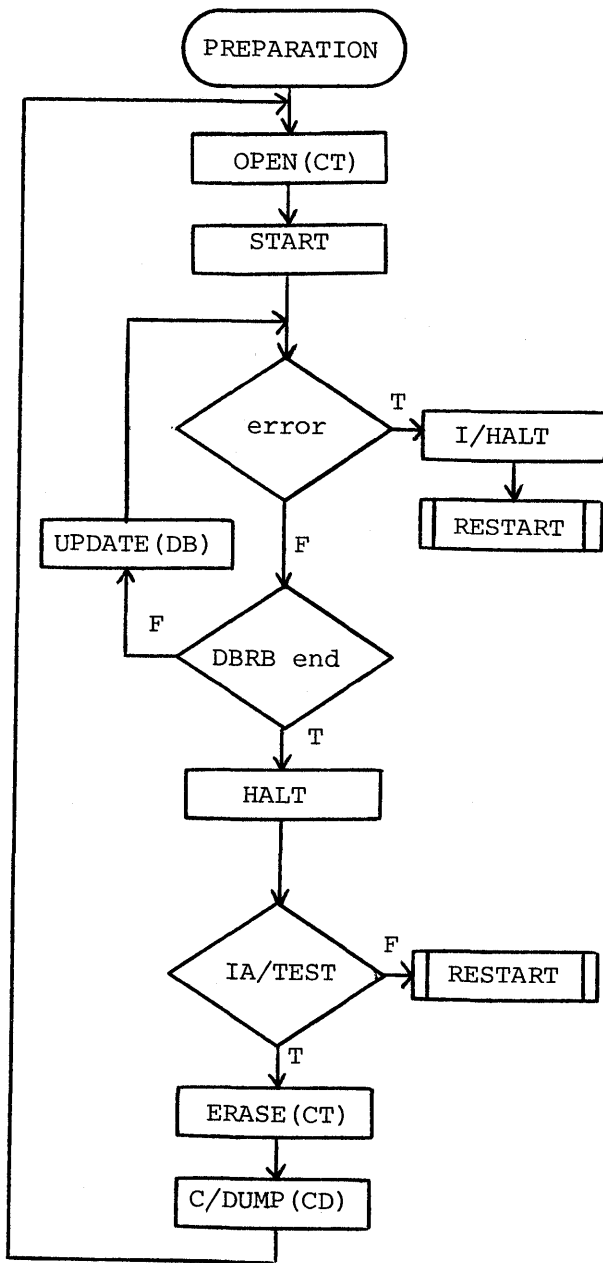 PREPARATION
OPEN(CT)
START
error
T
I/HALT
RESTART
UPDATE(DB)
F
F
DBRB end
T
HALT
IA/TEST
F
RESTART
T
ERASE(CT)
C/DUMP(CD)